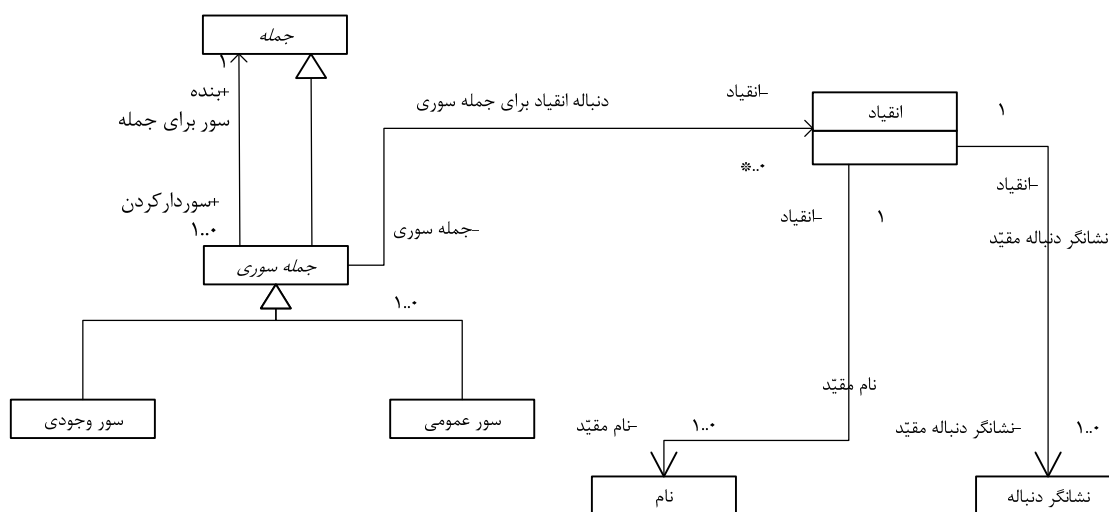 جمله
۱
+بنده
سور برای جمله
+سوردارکردن
۰..۱
جمله سوری
۰..۱
سور وجودی
سور عمومی
دنباله انقیاد برای جمله سوری
–جمله سوری
–انقیاد
۰..*
انقیاد
۱
–انقیاد
نشانگر دنباله مقیّد
–انقیاد
۱
نام مقیّد
–نام مقیّد
۰..۱
نام
–نشانگر دنباله مقیّد
۰..۱
نشانگر دنباله